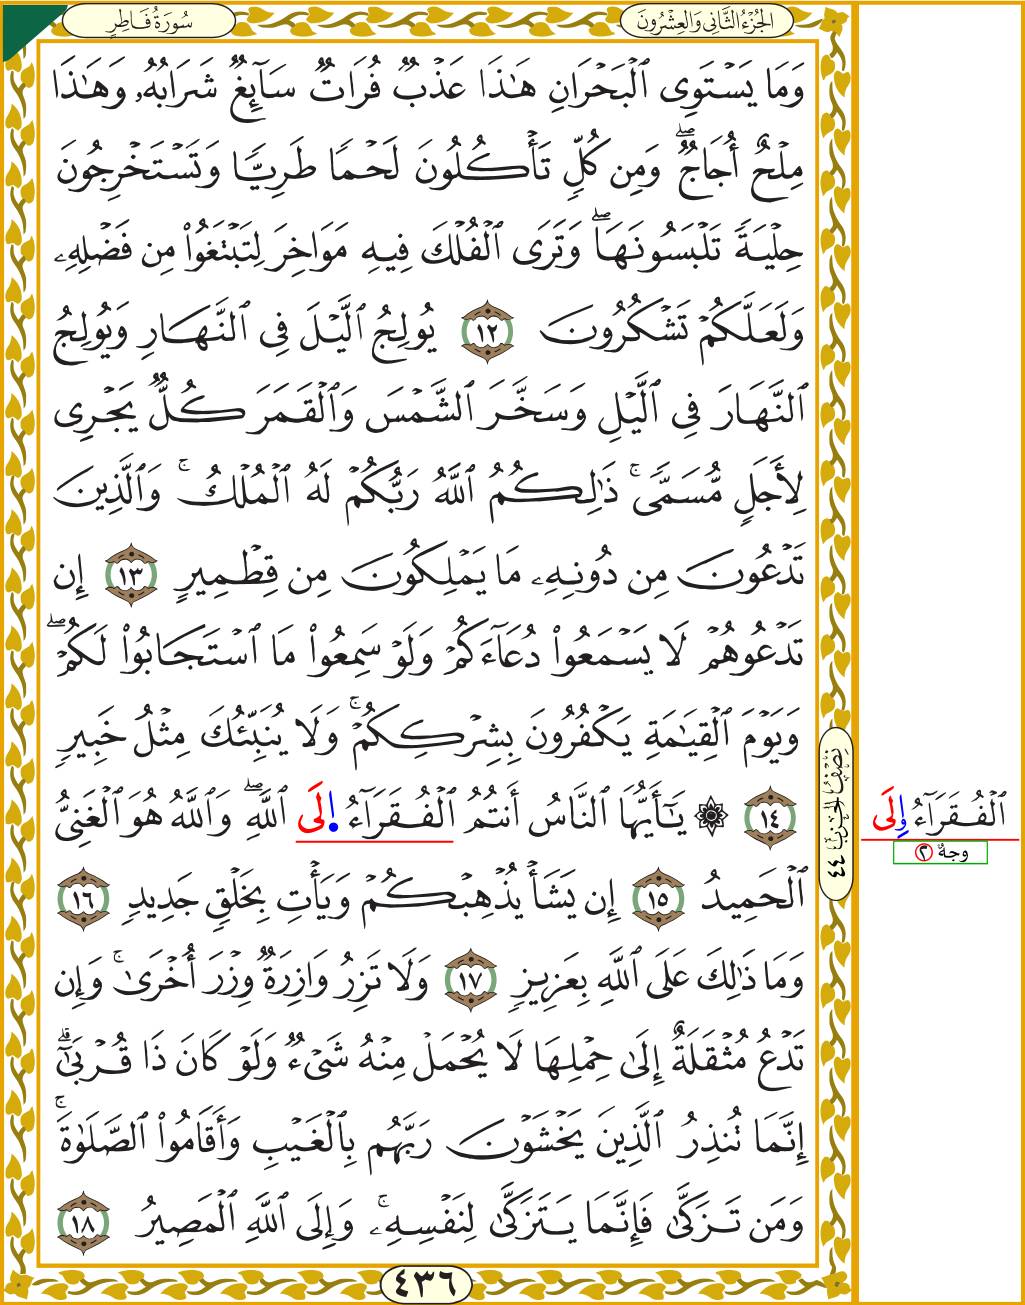 الجُزْءُ الثَّانِي وَالعِشْرُونَ
سُورَةُ فَاطِرٍ
وَمَا يَسْتَوِى ٱلْبَحْرَانِ هَـٰذَا عَذْبٌ فُرَاتٌ سَآئِغٌ شَرَابُهُۥ وَهَـٰذَا
مِلْحٌ أُجَاجٌ ۖ وَمِن كُلٍّ تَأْكُلُونَ لَحْمًا طَرِيًّا وَتَسْتَخْرِجُونَ
حِلْيَةً تَلْبَسُونَهَا ۖ وَتَرَى ٱلْفُلْكَ فِيهِ مَوَاخِرَ لِتَبْتَغُوا۟ مِن فَضْلِهِۦ
وَلَعَلَّكُمْ تَشْكُرُونَ ١٢ يُولِجُ ٱلَّيْلَ فِى ٱلنَّهَارِ وَيُولِجُ
ٱلنَّهَارَ فِى ٱلَّيْلِ وَسَخَّرَ ٱلشَّمْسَ وَٱلْقَمَرَ كُلٌّ يَجْرِى
لِأَجَلٍ مُّسَمًّى ۚ ذَٰلِكُمُ ٱللَّهُ رَبُّكُمْ لَهُ ٱلْمُلْكُ ۚ وَٱلَّذِينَ
تَدْعُونَ مِن دُونِهِۦ مَا يَمْلِكُونَ مِن قِطْمِيرٍ ١٣ إِن
تَدْعُوهُمْ لَا يَسْمَعُوا۟ دُعَآءَكُمْ وَلَوْ سَمِعُوا۟ مَا ٱسْتَجَابُوا۟ لَكُمْ ۖ
وَيَوْمَ ٱلْقِيَـٰمَةِ يَكْفُرُونَ بِشِرْكِكُمْ ۚ وَلَا يُنَبِّئُكَ مِثْلُ خَبِيرٍ
١٤ ۞ يَـٰٓأَيُّهَا ٱلنَّاسُ أَنتُمُ ٱلْفُقَرَآءُ اِ۬لَى ٱللَّهِ ۖ وَٱللَّهُ هُوَ ٱلْغَنِىُّ
ٱلْحَمِيدُ ١٥ إِن يَشَأْ يُذْهِبْكُمْ وَيَأْتِ بِخَلْقٍ جَدِيدٍ ١٦
وَمَا ذَٰلِكَ عَلَى ٱللَّهِ بِعَزِيزٍ ١٧ وَلَا تَزِرُ وَازِرَةٌ وِزْرَ أُخْرَىٰ ۚ وَإِن
تَدْعُ مُثْقَلَةٌ إِلَىٰ حِمْلِهَا لَا يُحْمَلْ مِنْهُ شَىْءٌ وَلَوْ كَانَ ذَا قُرْبَىٰٓ ۗ
إِنَّمَا تُنذِرُ ٱلَّذِينَ يَخْشَوْنَ رَبَّهُم بِٱلْغَيْبِ وَأَقَامُوا۟ ٱلصَّلَوٰةَ ۚ
وَمَن تَزَكَّىٰ فَإِنَّمَا يَتَزَكَّىٰ لِنَفْسِهِۦ ۚ وَإِلَى ٱللَّهِ ٱلْمَصِيرُ ١٨
٤٣٦
نِصْفُ الحِزْبِ ٤٤
ٱلْفُقَرَآءُ وِلَى
وجهٌ ٢